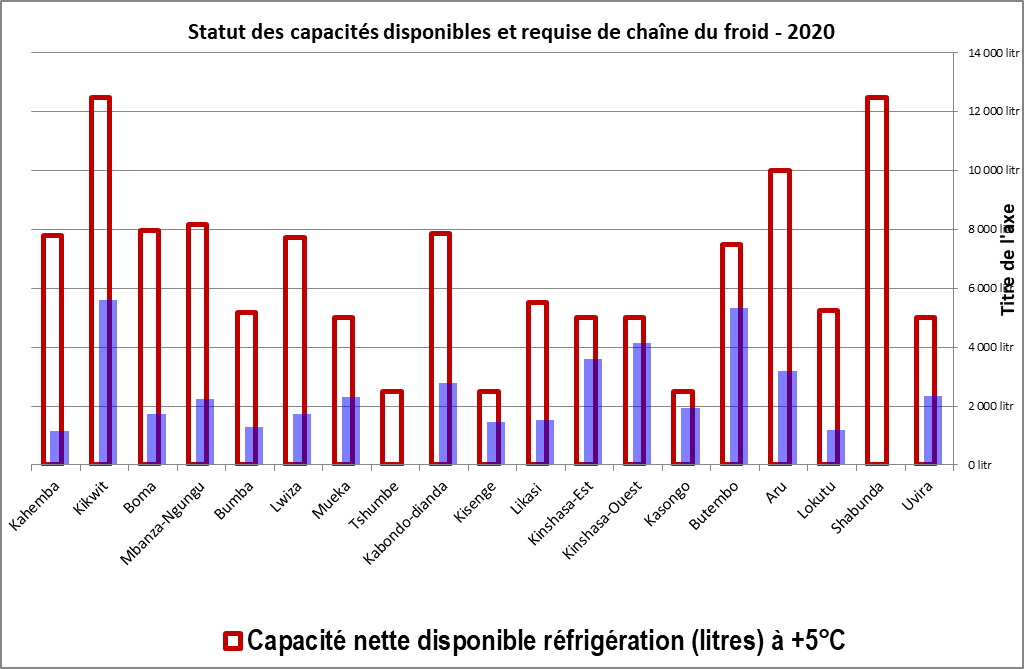 Statut des capacités disponibles et requise de chaîne du froid - 2020
14 000 litr
12 000 litr
10 000 litr
8 000 litr
6 000 litr
4 000 litr
2 000 litr
0 litr
Titre de l'axe
Kahemba
Kikwit
Boma
Mbanza-Ngungu
Bumba
Lwiza
Mueka
Tshumbe
Kabondo-dianda
Kisenge
Likasi
Kinshasa-Est
Kinshasa-Ouest
Kasongo
Butembo
Aru
Lokutu
Shabunda
Uvira
Capacité nette disponible réfrigération (litres) à +5°C